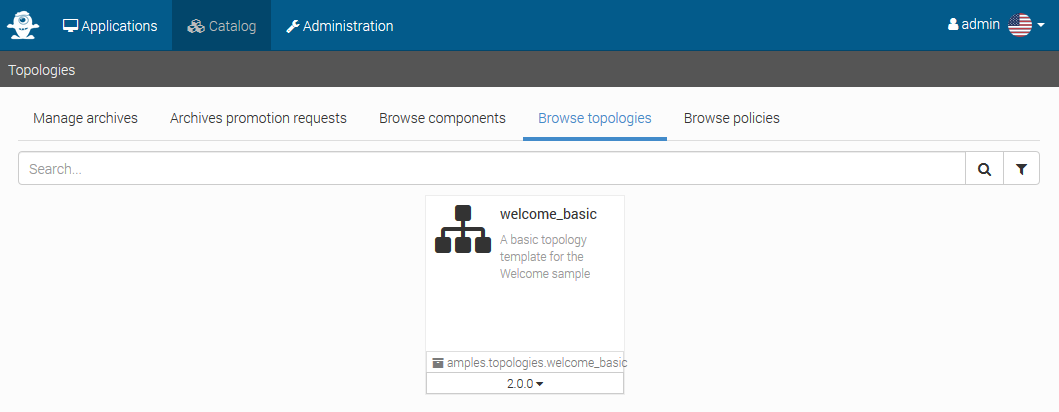 Applications Catalog Administration admin
Topologies
Manage archives Archives promotion requests Browse components Browse topologies Browse policies
Search...
welcome_basic
A basic topology
template for the
Welcome sample
amples.topologies.welcome_basic
2.0.0